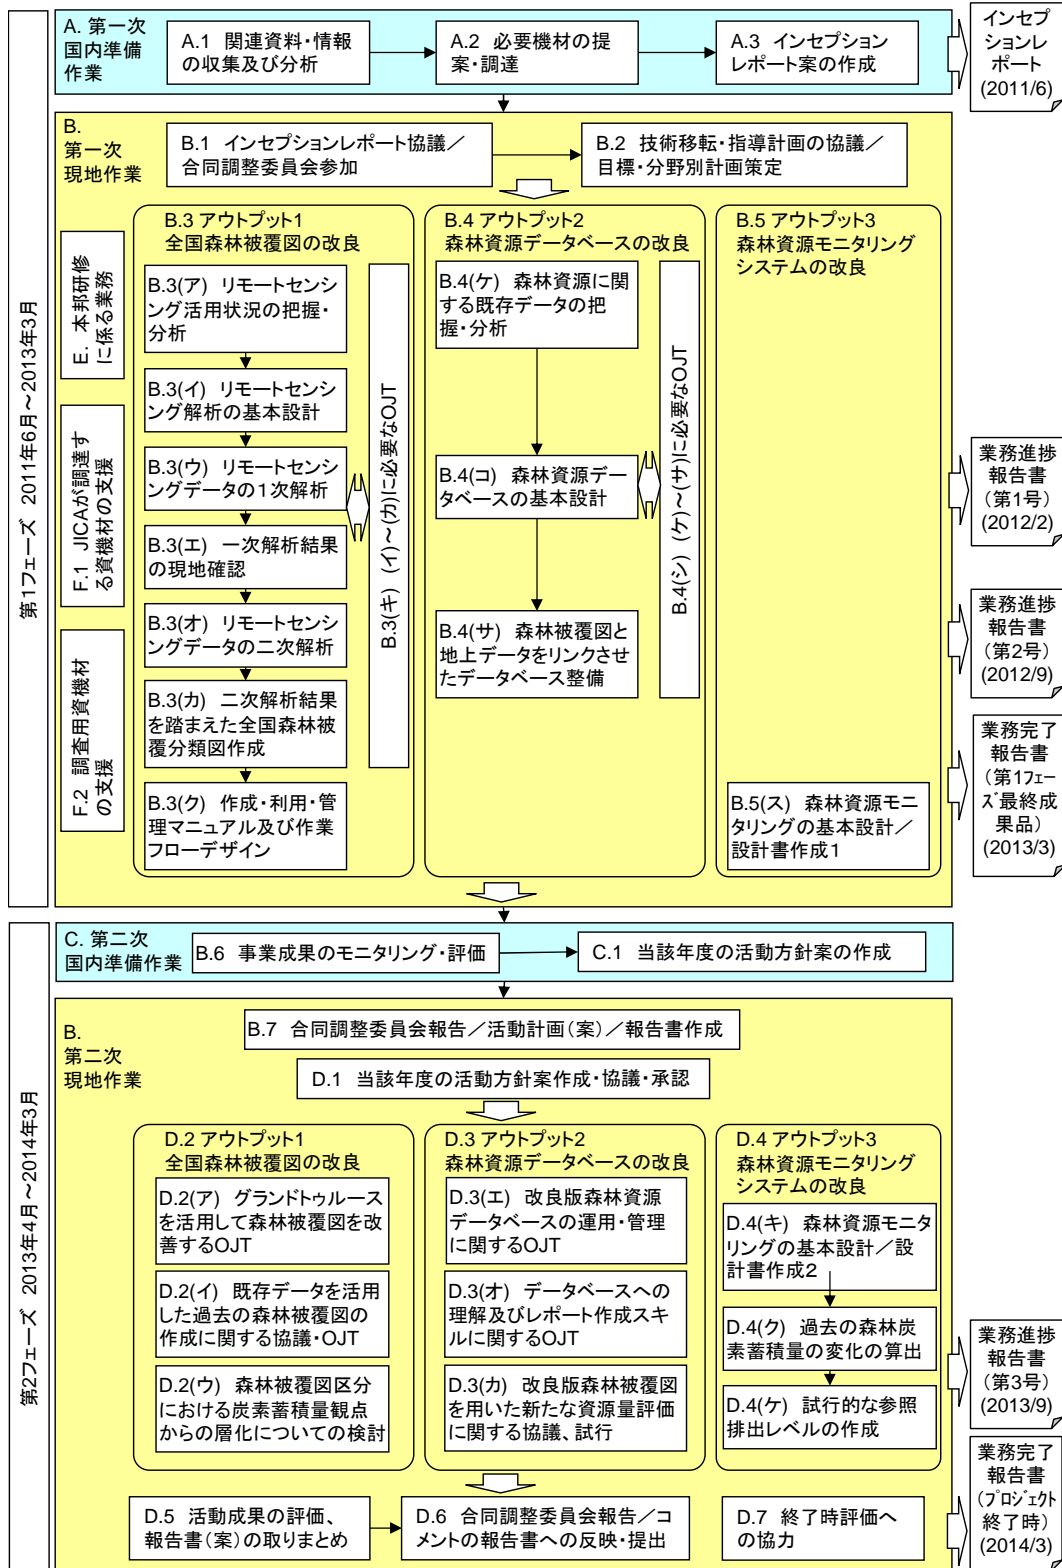 第1フェーズ 2011年6月～2013年3月
A. 第一次
国内準備
作業
A.1 関連資料・情報
の収集及び分析
A.2 必要機材の提
案・調達
A.3 インセプション
レポート案の作成
インセプ
ションレ
ポート
(2011/6)
B.
第一次
現地作業
B.1 インセプションレポート協議／
合同調整委員会参加
B.2 技術移転・指導計画の協議／
目標・分野別計画策定
E. 本邦研修
に係る業務
F.1 JICAが調達す
る資機材の支援
F.2 調査用資機材
の支援
B.3 アウトプット1
全国森林被覆図の改良
B.3(ア) リモートセン
シング活用状況の把握・
分析
B.3(イ) リモートセン
シング解析の基本設計
B.3(ウ) リモートセン
シングデータの1次解析
B.3(エ) 一次解析結果
の現地確認
B.3(オ) リモートセン
シングデータの二次解析
B.3(カ) 二次解析結果
を踏まえた全国森林被
覆分類図作成
B.3(ク) 作成・利用・管
理マニュアル及び作業
フローデザイン
B.3(キ) (イ)～(カ)に必要なOJT
B.4 アウトプット2
森林資源データベースの改良
B.4(ケ) 森林資源に関
する既存データの把
握・分析
B.4(コ) 森林資源デー
タベースの基本設計
B.4(サ) 森林被覆図と
地上データをリンクさせ
たデータベース整備
B.4(シ) (ケ)～(サ)に必要なOJT
B.5 アウトプット3
森林資源モニタリング
システムの改良
B.5(ス) 森林資源モニ
タリングの基本設計／
設計書作成1
業務進捗
報告書
(第1号)
(2012/2)
業務進捗
報告書
(第2号)
(2012/9)
業務完了
報告書
(第1フェー
ズ最終成
果品)
(2013/3)
第2フェーズ 2013年4月～2014年3月
C. 第二次
国内準備作業
B.6 事業成果のモニタリング・評価
C.1 当該年度の活動方針案の作成
B.
第二次
現地作業
B.7 合同調整委員会報告／活動計画(案)／報告書作成
D.1 当該年度の活動方針案作成・協議・承認
D.2 アウトプット1
全国森林被覆図の改良
D.2(ア) グランドトゥルース
を活用して森林被覆図を改
善するOJT
D.2(イ) 既存データを活用
した過去の森林被覆図の
作成に関する協議・OJT
D.2(ウ) 森林被覆図区分
における炭素蓄積量観点
からの層化についての検討
D.3 アウトプット2
森林資源データベースの改良
D.3(エ) 改良版森林資源
データベースの運用・管理
に関するOJT
D.3(オ) データベースへの
理解及びレポート作成スキ
ルに関するOJT
D.3(カ) 改良版森林被覆図
を用いた新たな資源量評価
に関する協議、試行
D.4 アウトプット3
森林資源モニタリング
システムの改良
D.4(キ) 森林資源モニタ
リングの基本設計／設
計書作成2
D.4(ク) 過去の森林炭
素蓄積量の変化の算出
D.4(ケ) 試行的な参照
排出レベルの作成
D.5 活動成果の評価、
報告書(案)の取りまとめ
D.6 合同調整委員会報告／コ
メントの報告書への反映・提出
D.7 終了時評価へ
の協力
業務進捗
報告書
(第3号)
(2013/9)
業務完了
報告書
(プロジェクト
終了時)
(2014/3)